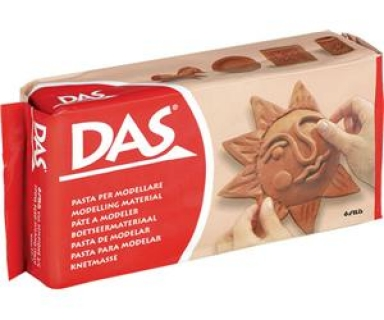 DAS®
PASTA PER MODELLARE
MODELLING MATERIAL
PÂTE A MODELER
BOETSEERMATERIAAL
PASTA DE MODELAR
PASTA PARA MODELAR
KNETMASSE